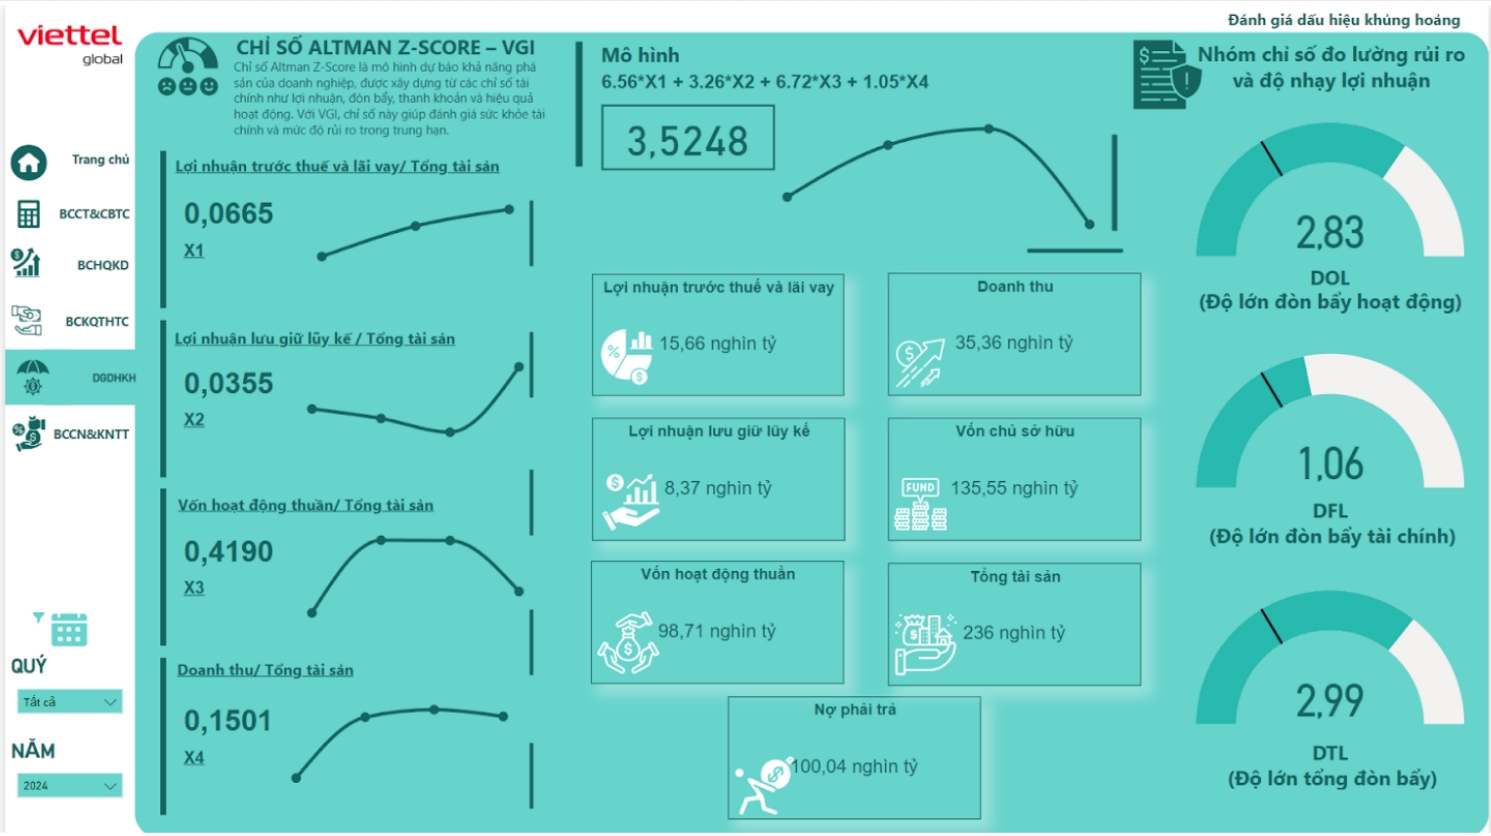 viettel
global
Trang chủ
BCCT&CBTC
BCHQKD
BCKQTHTC
DGDHKH
BCCN&KNTT
QUÝ
Tất cả
NĂM
2024
CHỈ SỐ ALTMAN Z-SCORE – VGI
Chỉ số Altman Z-Score là mô hình dự báo khả năng phá
sản của doanh nghiệp, được xây dựng từ các chỉ số tài
chính như lợi nhuận, đòn bẩy, thanh khoản và hiệu quả
hoạt động. Với VGI, chỉ số này giúp đánh giá sức khỏe tài
chính và mức độ rủi ro trong trung hạn.
Lợi nhuận trước thuế và lãi vay/ Tổng tài sản
0,0665
X1
Lợi nhuận lưu giữ lũy kế / Tổng tài sản
0,0355
X2
Vốn hoạt động thuần/ Tổng tài sản
0,4190
X3
Doanh thu/ Tổng tài sản
0,1501
X4
Mô hình
6.56*X1 + 3.26*X2 + 6.72*X3 + 1.05*X4
3,5248
Lợi nhuận trước thuế và lãi vay
%
$
15,66 nghìn tỷ
Doanh thu
$
35,36 nghìn tỷ
Lợi nhuận lưu giữ lũy kế
$
8,37 nghìn tỷ
Vốn chủ sở hữu
FUND
135,55 nghìn tỷ
Vốn hoạt động thuần
$
98,71 nghìn tỷ
Tổng tài sản
$
236 nghìn tỷ
Nợ phải trả
$
100,04 nghìn tỷ
Đánh giá dấu hiệu khủng hoảng
Nhóm chỉ số đo lường rủi ro
và độ nhạy lợi nhuận
2,83
DOL
(Độ lớn đòn bẩy hoạt động)
1,06
DFL
(Độ lớn đòn bẩy tài chính)
2,99
DTL
(Độ lớn tổng đòn bẩy)